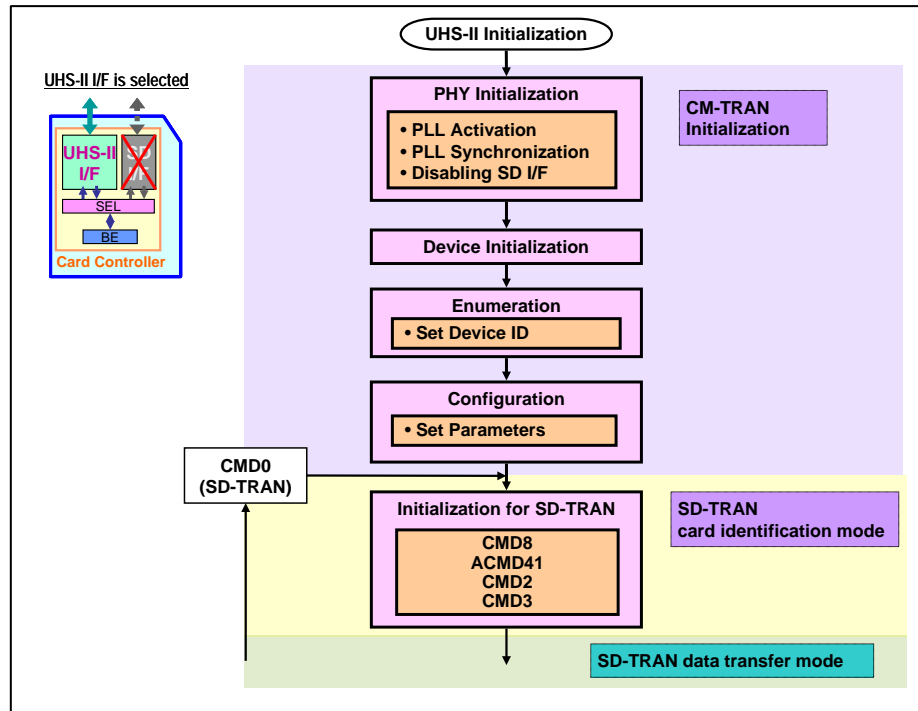 UHS-II Initialization
UHS-II I/F is selected
UHS-II
I/F
SD
I/F
SEL
BE
Card Controller
PHY Initialization
• PLL Activation
• PLL Synchronization
• Disabling SD I/F
CM-TRAN
Initialization
Device Initialization
Enumeration
• Set Device ID
Configuration
• Set Parameters
CMD0
(SD-TRAN)
Initialization for SD-TRAN
CMD8
ACMD41
CMD2
CMD3
SD-TRAN
card identification mode
SD-TRAN data transfer mode